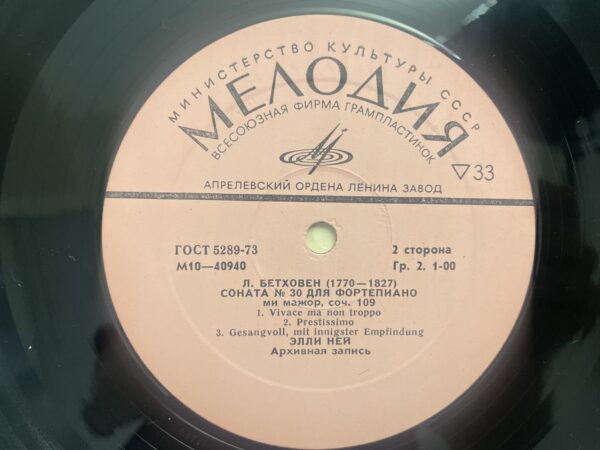 МИНИСТЕРСТВО КУЛЬТУРЫ СССР
МЕЛОДИЯ
ВСЕСОЮЗНАЯ ФИРМА ГРАМПЛАСТИНОК
▽33
АПРЕЛЕВСКИЙ ОРДЕНА ЛЕНИНА ЗАВОД
ГОСТ 5289-73 2 сторона
М10—40940 Гр. 2. 1-00
Л. БЕТХОВЕН (1770—1827)
СОНАТА № 30 ДЛЯ ФОРТЕПИАНО
ми мажор, соч. 109
1. Vivace ma non troppo
2. Prestissimo
3. Gesangvoll, mit innigster Empfindung
ЭЛЛИ НЕЙ
Архивная запись